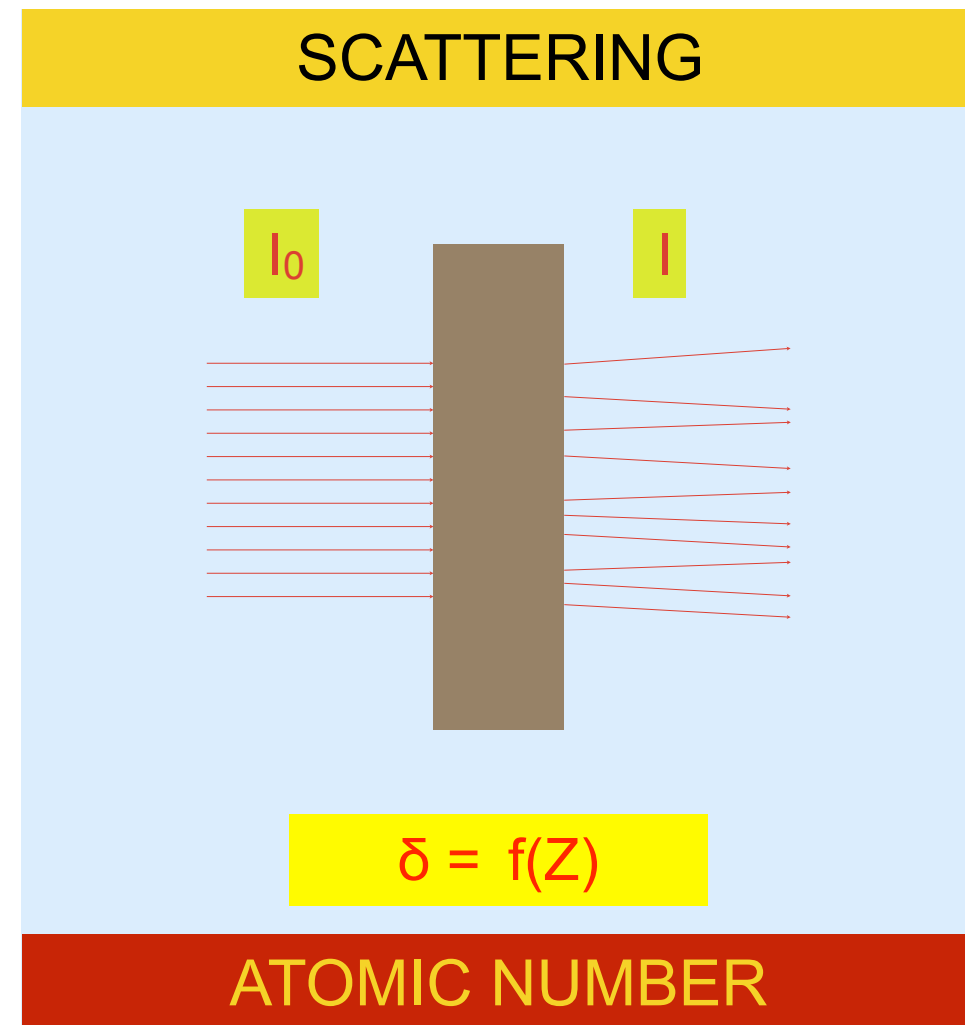 SCATTERING
I₀
I
δ = f(Z)
ATOMIC NUMBER